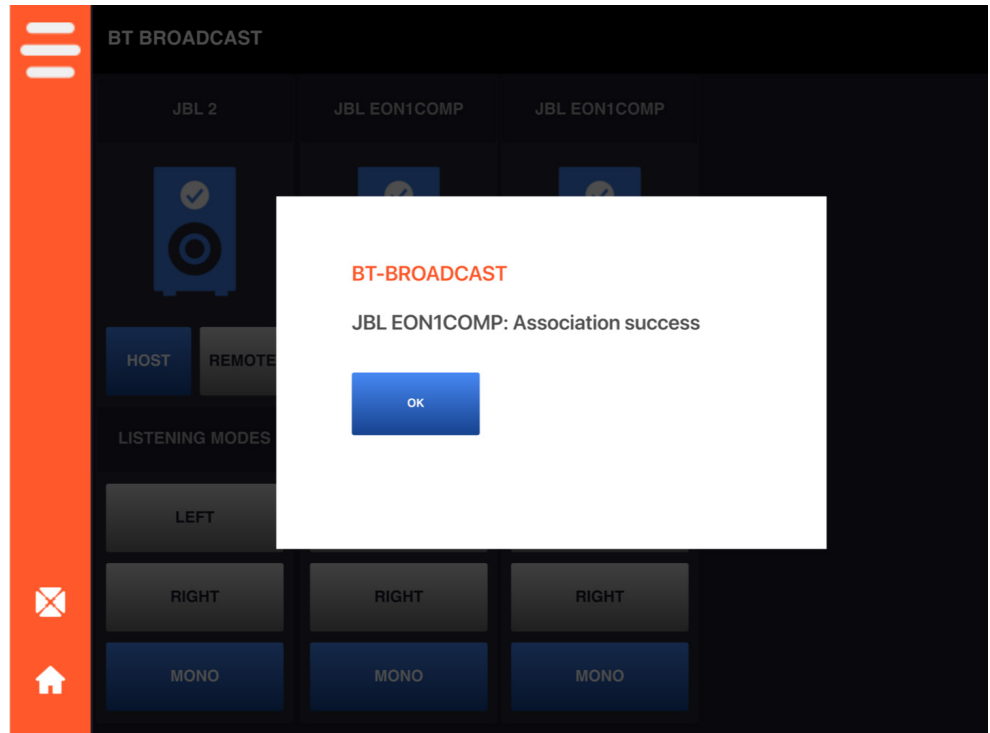 BT BROADCAST
JBL 2
JBL EON1COMP
JBL EON1COMP
BT-BROADCAST
JBL EON1COMP: Association success
OK
HOST
REMOTE
LISTENING MODES
LEFT
RIGHT
RIGHT
RIGHT
MONO
MONO
MONO